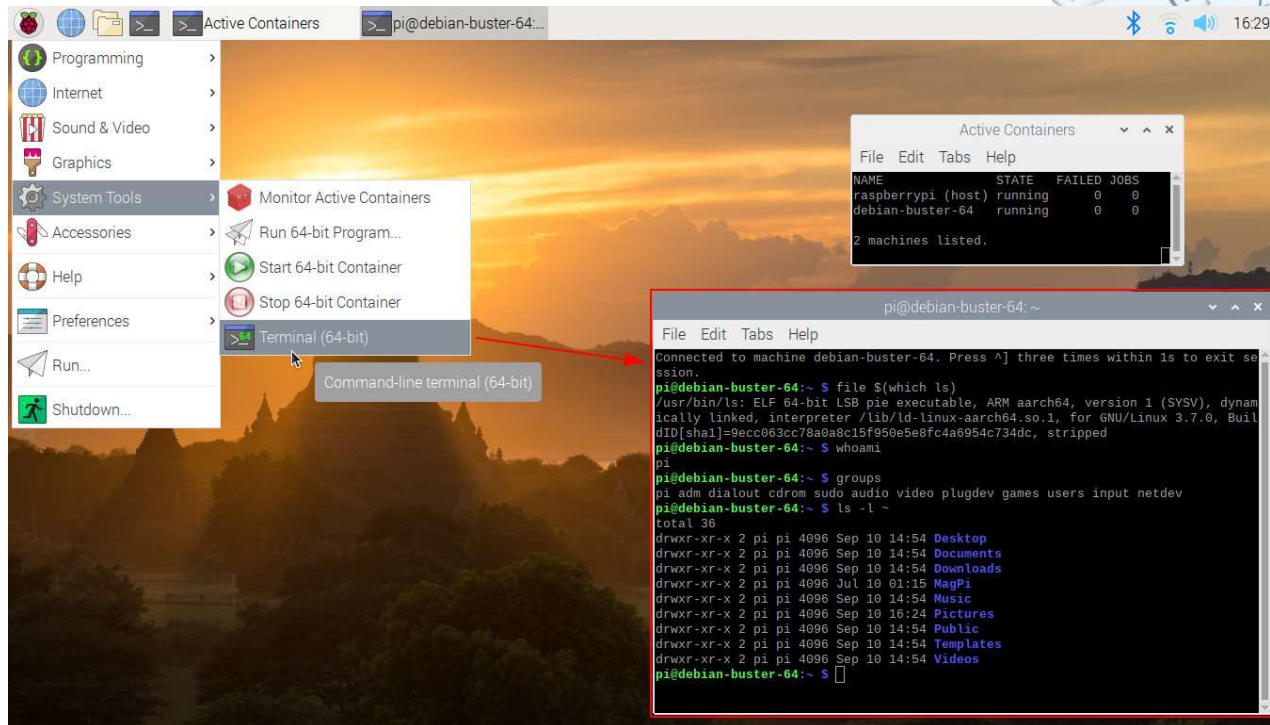 Active Containers
pi@debian-buster-64:...
16:29
Programming
Internet
Sound & Video
Graphics
System Tools
Accessories
Help
Preferences
Run...
Shutdown...
Monitor Active Containers
Run 64-bit Program...
Start 64-bit Container
Stop 64-bit Container
Terminal (64-bit)
Command-line terminal (64-bit)
Active Containers
File Edit Tabs Help
NAME STATE FAILED JOBS
raspberrypi (host) running 0 0
debian-buster-64 running 0 0
2 machines listed.
pi@debian-buster-64: ~
File Edit Tabs Help
Connected to machine debian-buster-64. Press ^] three times within 1s to exit se
ssion.
pi@debian-buster-64:~ $ file $(which ls)
/usr/bin/ls: ELF 64-bit LSB pie executable, ARM aarch64, version 1 (SYSV), dynam
ically linked, interpreter /lib/ld-linux-aarch64.so.1, for GNU/Linux 3.7.0, Buil
dID[sha1]=9ecc063cc78a0a8c15f950e5e8fc4a6954c734dc, stripped
pi@debian-buster-64:~ $ whoami
pi
pi@debian-buster-64:~ $ groups
pi adm dialout cdrom sudo audio video plugdev games users input netdev
pi@debian-buster-64:~ $ ls -l ~
total 36
drwxr-xr-x 2 pi pi 4096 Sep 10 14:54 Desktop
drwxr-xr-x 2 pi pi 4096 Sep 10 14:54 Documents
drwxr-xr-x 2 pi pi 4096 Sep 10 14:54 Downloads
drwxr-xr-x 2 pi pi 4096 Jul 10 01:15 MagPi
drwxr-xr-x 2 pi pi 4096 Sep 10 14:54 Music
drwxr-xr-x 2 pi pi 4096 Sep 10 16:24 Pictures
drwxr-xr-x 2 pi pi 4096 Sep 10 14:54 Public
drwxr-xr-x 2 pi pi 4096 Sep 10 14:54 Templates
drwxr-xr-x 2 pi pi 4096 Sep 10 14:54 Videos
pi@debian-buster-64:~ $